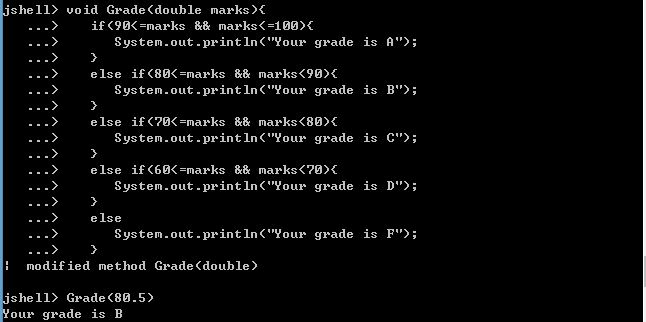 jshell> void Grade(double marks){
   ...>    if(90<=marks && marks<=100){
   ...>       System.out.println("Your grade is A");
   ...>    }
   ...>    else if(80<=marks && marks<90){
   ...>       System.out.println("Your grade is B");
   ...>    }
   ...>    else if(70<=marks && marks<80){
   ...>       System.out.println("Your grade is C");
   ...>    }
   ...>    else if(60<=marks && marks<70){
   ...>       System.out.println("Your grade is D");
   ...>    }
   ...>    else
   ...>       System.out.println("Your grade is F");
   ...>    }
|  modified method Grade(double)
jshell> Grade(80.5)
Your grade is B